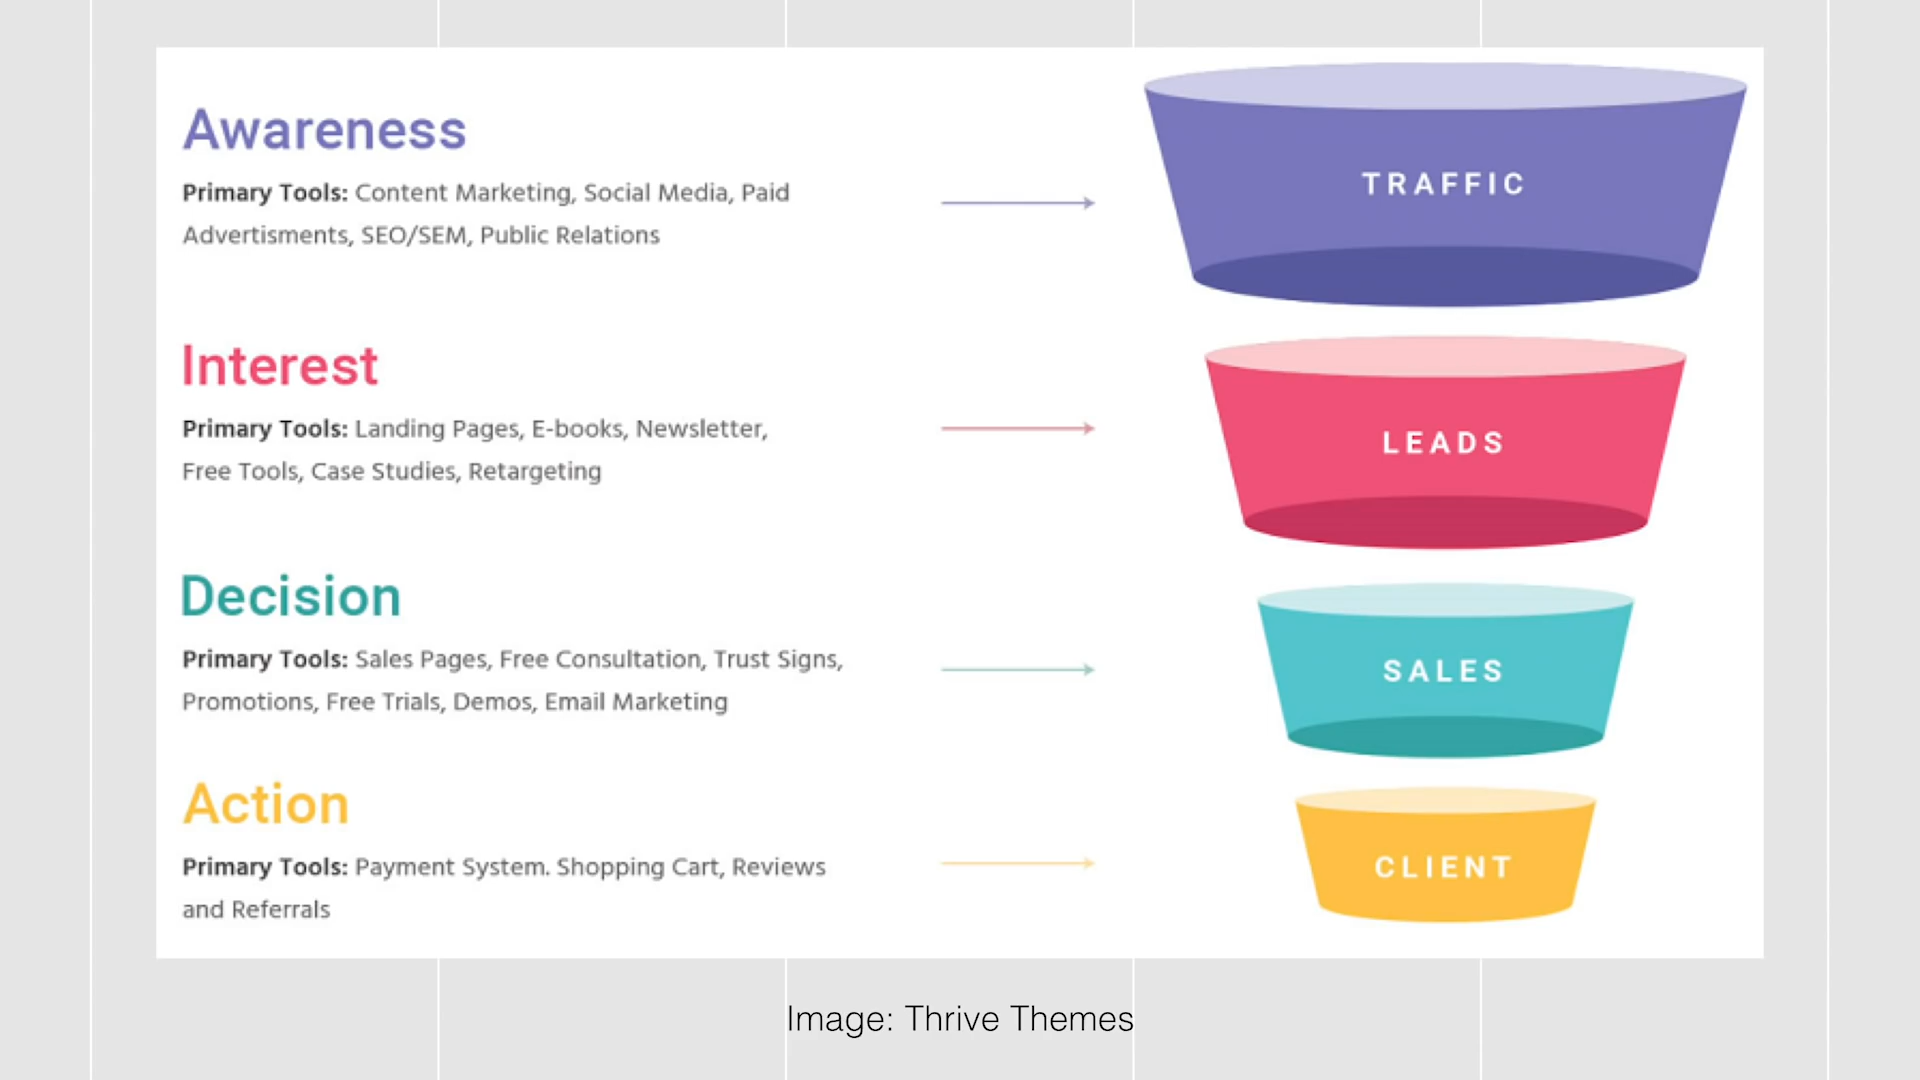 Awareness
Primary Tools: Content Marketing, Social Media, Paid
Advertisments, SEO/SEM, Public Relations
TRAFFIC
Interest
Primary Tools: Landing Pages, E-books, Newsletter,
Free Tools, Case Studies, Retargeting
LEADS
Decision
Primary Tools: Sales Pages, Free Consultation, Trust Signs,
Promotions, Free Trials, Demos, Email Marketing
SALES
Action
Primary Tools: Payment System. Shopping Cart, Reviews
and Referrals
CLIENT
Image: Thrive Themes